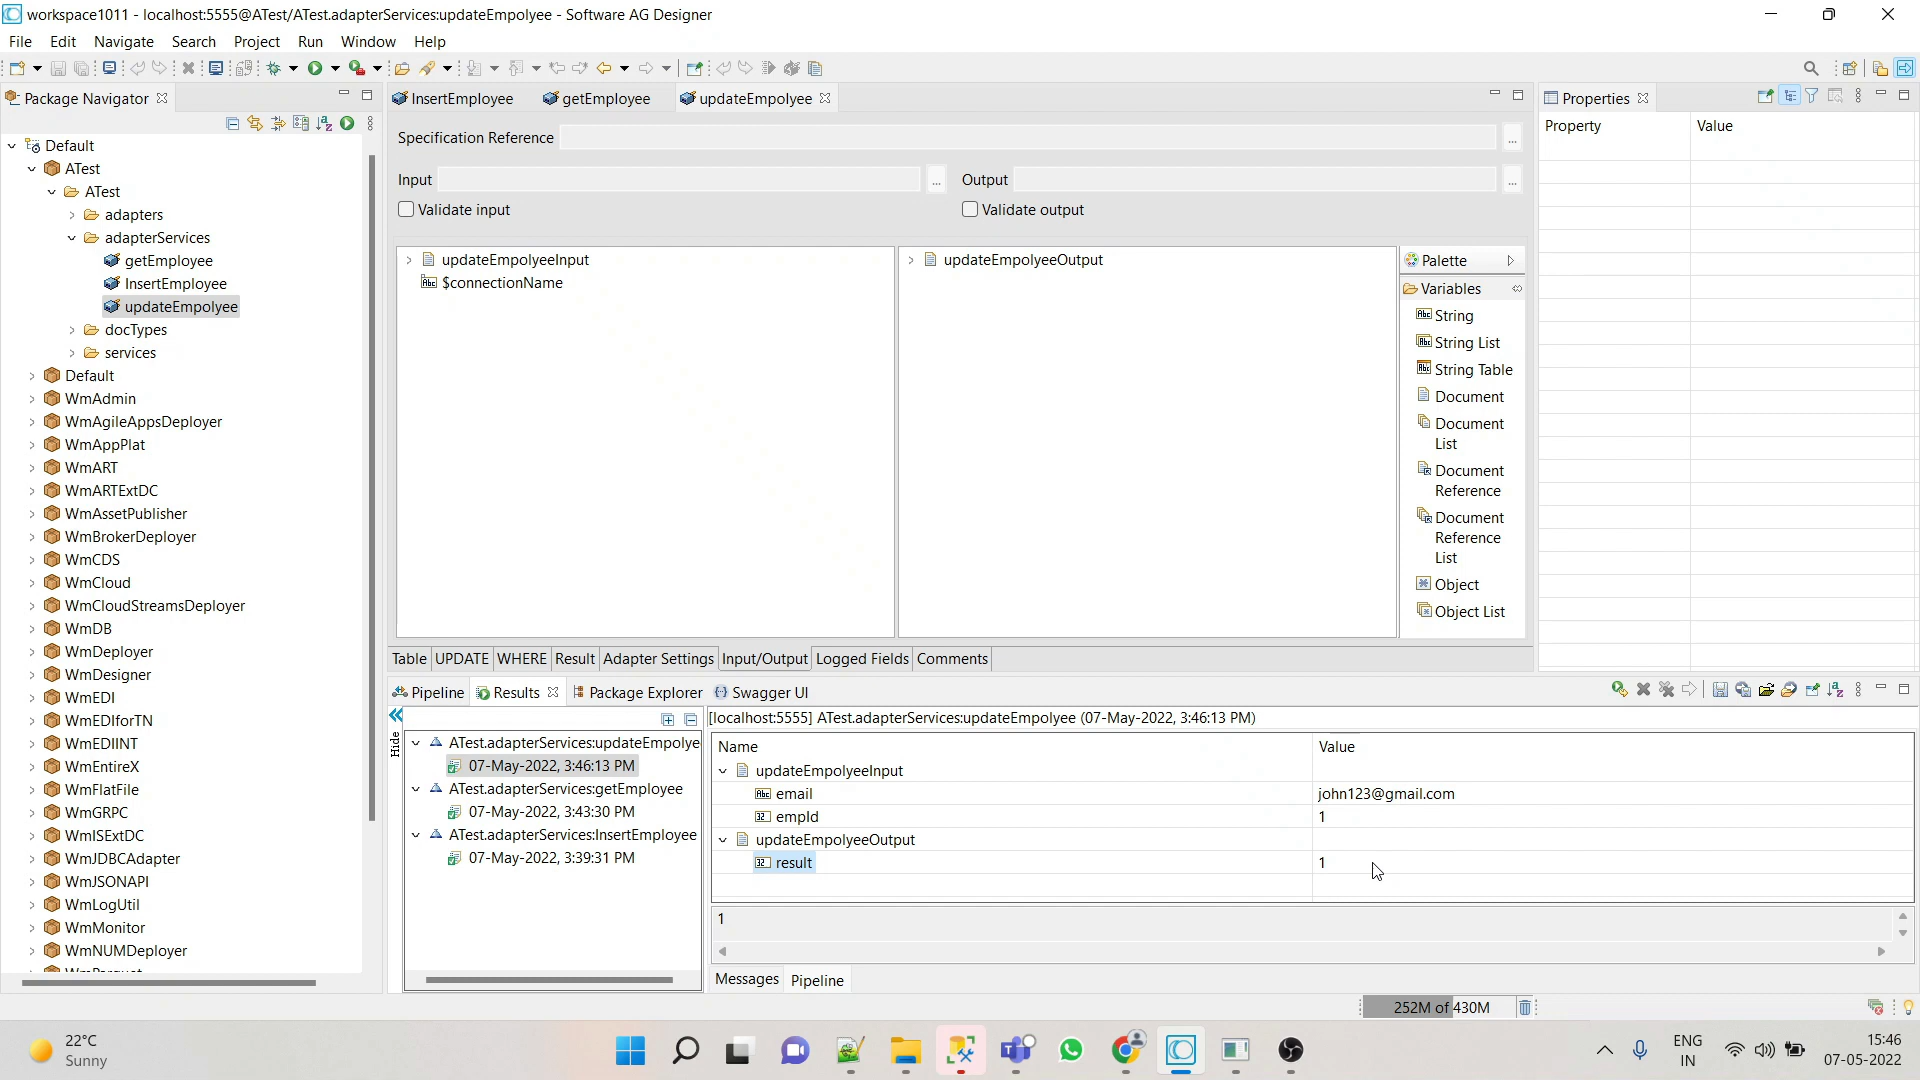 workspace1011 - localhost:5555@ATest/ATest.adapterServices:updateEmpolyee - Software AG Designer
File Edit Navigate Search Project Run Window Help
Package Navigator
InsertEmployee getEmployee updateEmpolyee
Properties
Specification Reference ...
Property Value
Default
ATest
ATest
adapters
adapterServices
getEmployee
InsertEmployee
updateEmpolyee
docTypes
services
Default
WmAdmin
WmAgileAppsDeployer
WmAppPlat
WmART
WmARTExtDC
WmAssetPublisher
WmBrokerDeployer
WmCDS
WmCloud
WmCloudStreamsDeployer
WmDB
WmDeployer
WmDesigner
WmEDI
WmEDIforTN
WmEDIINT
WmEntireX
WmFlatFile
WmGRPC
WmISExtDC
WmJDBCAdapter
WmJSONAPI
WmLogUtil
WmMonitor
WmNUMDeployer
Input ... Output ...
Validate input Validate output
updateEmpolyeeInput
$connectionName
updateEmpolyeeOutput
Palette
Variables
String
String List
String Table
Document
Document
List
Document
Reference
Document
Reference
List
Object
Object List
Table UPDATE WHERE Result Adapter Settings Input/Output Logged Fields Comments
Pipeline Results Package Explorer Swagger UI
Hide
ATest.adapterServices:updateEmpolye
07-May-2022, 3:46:13 PM
ATest.adapterServices:getEmployee
07-May-2022, 3:43:30 PM
ATest.adapterServices:InsertEmployee
07-May-2022, 3:39:31 PM
[localhost:5555] ATest.adapterServices:updateEmpolyee (07-May-2022, 3:46:13 PM)
Name Value
updateEmpolyeeInput
email john123@gmail.com
empId 1
updateEmpolyeeOutput
result 1
1
Messages Pipeline
252M of 430M
22°C
Sunny
ENG
IN
15:46
07-05-2022